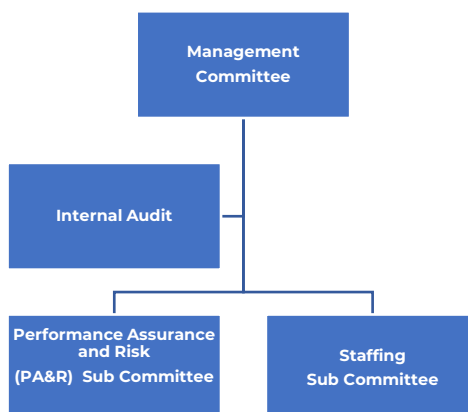 Management
Committee
Internal Audit
Performance Assurance
and Risk
(PA&R) Sub Committee
Staffing
Sub Committee